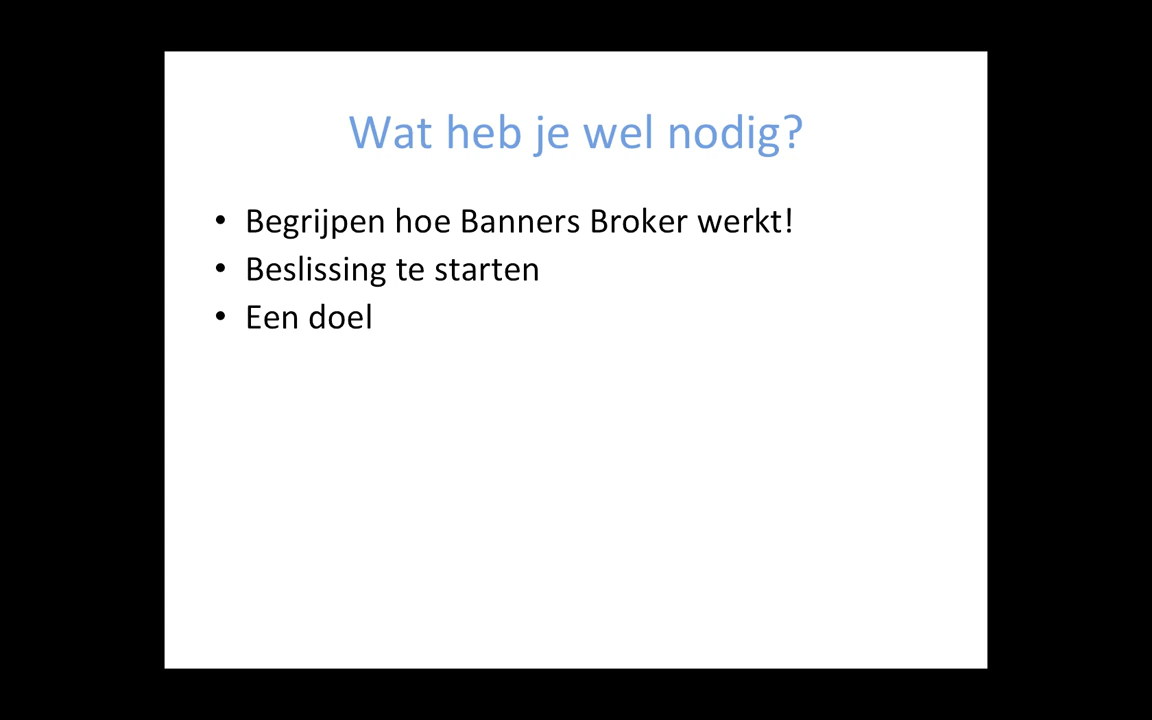 Wat heb je wel nodig?
• Begrijpen hoe Banners Broker werkt!
• Beslissing te starten
• Een doel